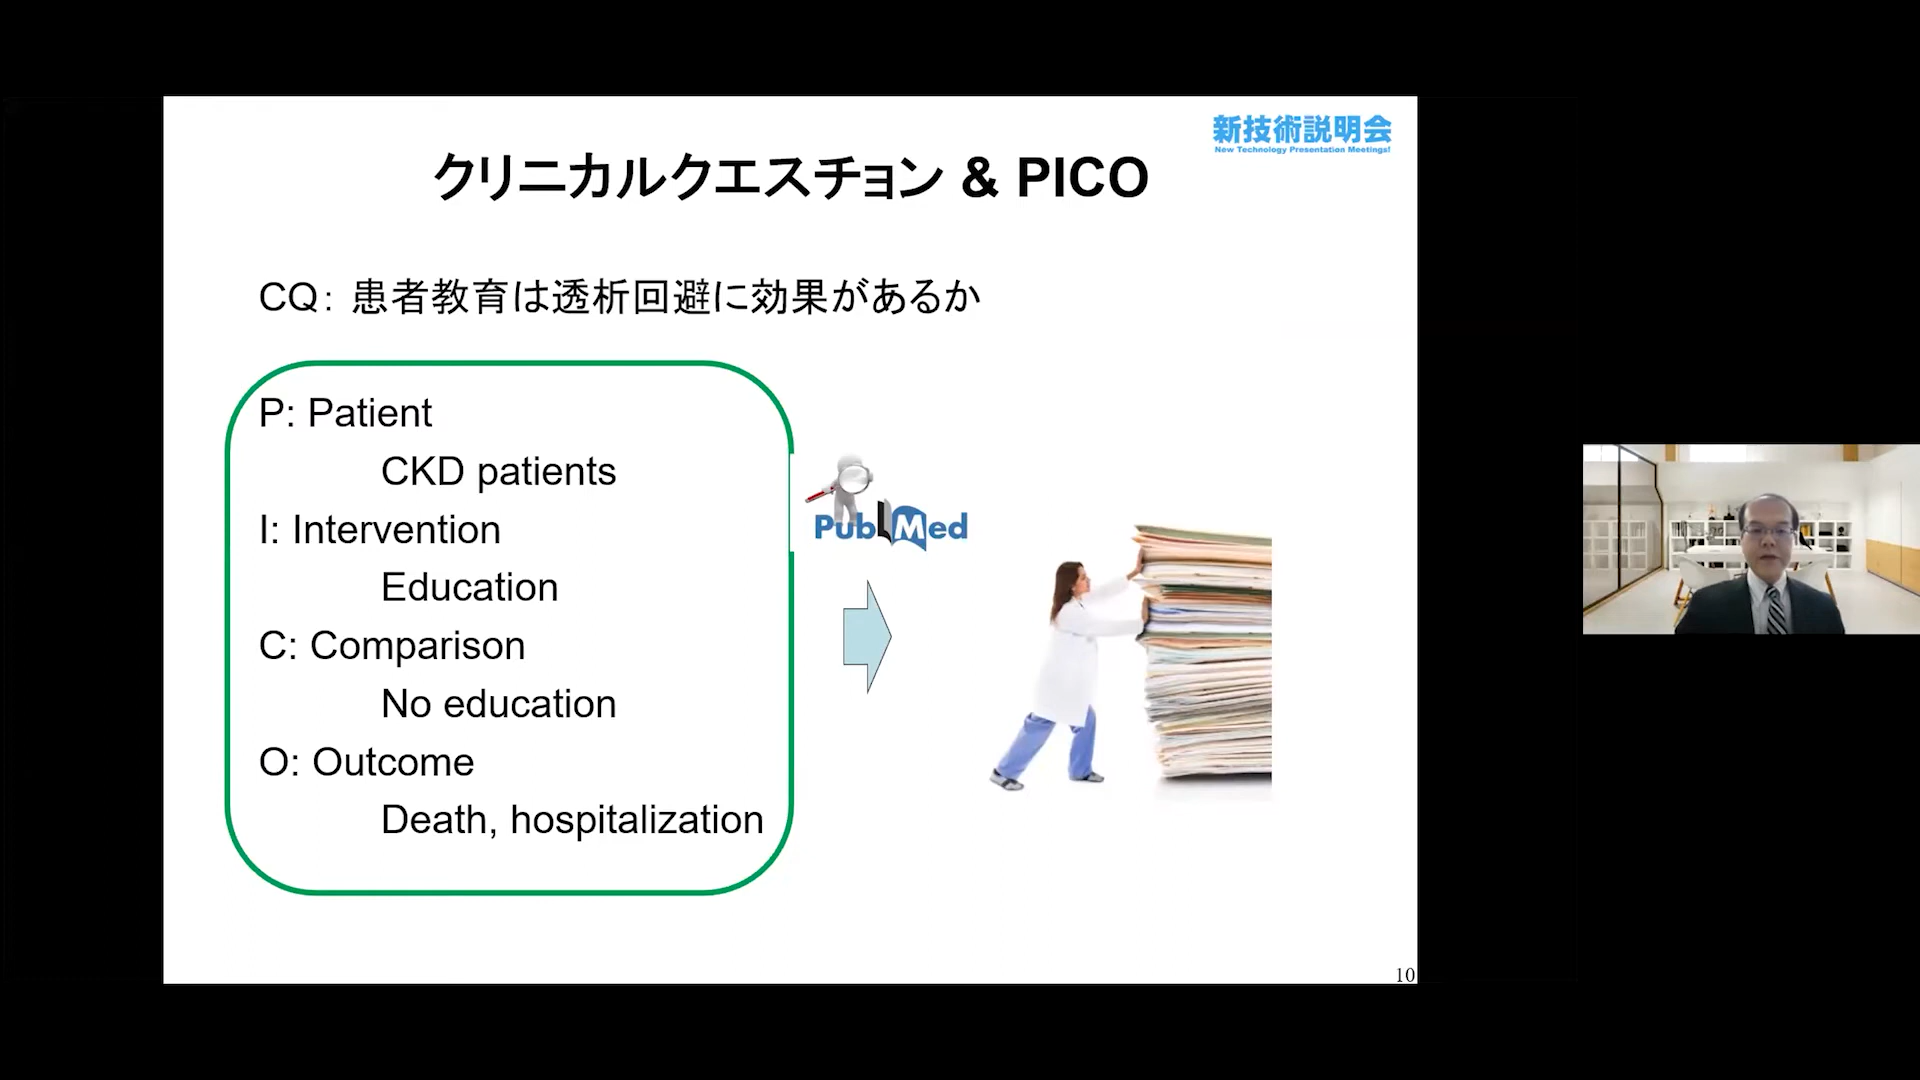 新技術説明会
New Technology Presentation Meetings!
クリニカルクエスチョン & PICO
CQ: 患者教育は透析回避に効果があるか
P: Patient
CKD patients
I: Intervention
Education
C: Comparison
No education
O: Outcome
Death, hospitalization
PubMed
10